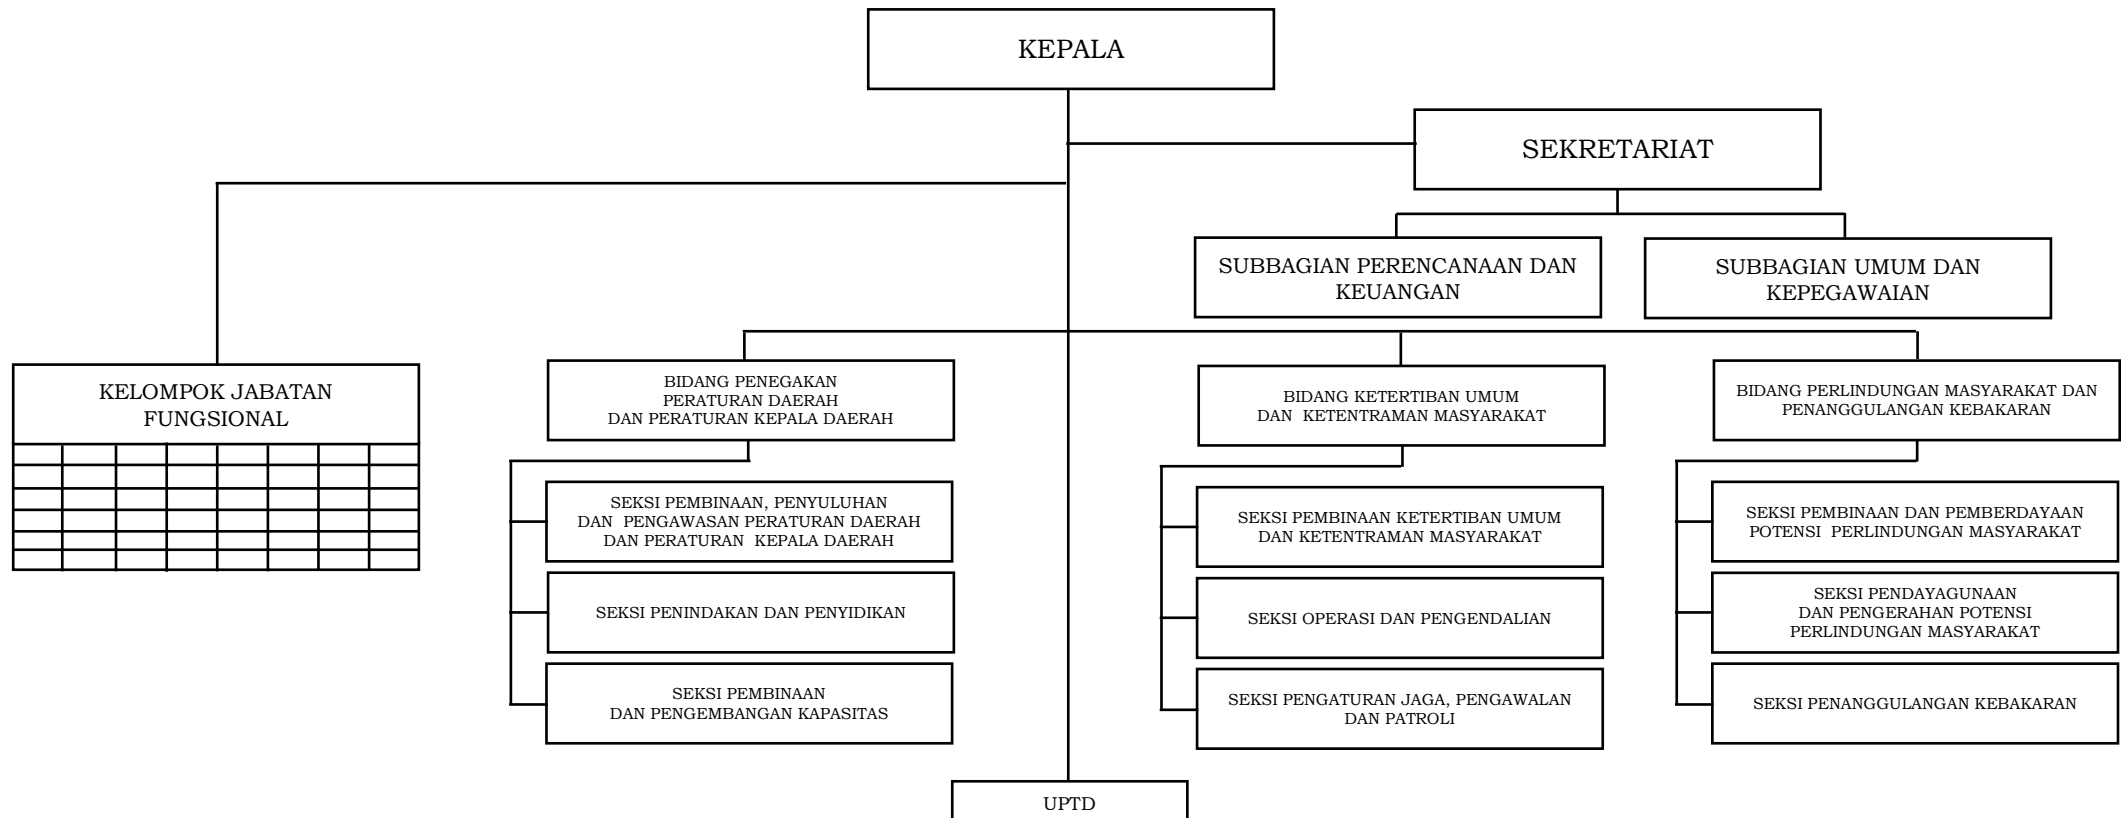 KEPALA
SEKRETARIAT
SUBBAGIAN PERENCANAAN DAN
KEUANGAN
SUBBAGIAN UMUM DAN
KEPEGAWAIAN
KELOMPOK JABATAN
FUNGSIONAL
BIDANG PENEGAKAN
PERATURAN DAERAH
DAN PERATURAN KEPALA DAERAH
SEKSI PEMBINAAN, PENYULUHAN
DAN PENGAWASAN PERATURAN DAERAH
DAN PERATURAN KEPALA DAERAH
SEKSI PENINDAKAN DAN PENYIDIKAN
SEKSI PEMBINAAN
DAN PENGEMBANGAN KAPASITAS
BIDANG KETERTIBAN UMUM
DAN KETENTRAMAN MASYARAKAT
SEKSI PEMBINAAN KETERTIBAN UMUM
DAN KETENTRAMAN MASYARAKAT
SEKSI OPERASI DAN PENGENDALIAN
SEKSI PENGATURAN JAGA, PENGAWALAN
DAN PATROLI
BIDANG PERLINDUNGAN MASYARAKAT DAN
PENANGGULANGAN KEBAKARAN
SEKSI PEMBINAAN DAN PEMBERDAYAAN
POTENSI PERLINDUNGAN MASYARAKAT
SEKSI PENDAYAGUNAAN
DAN PENGERAHAN POTENSI
PERLINDUNGAN MASYARAKAT
SEKSI PENANGGULANGAN KEBAKARAN
UPTD